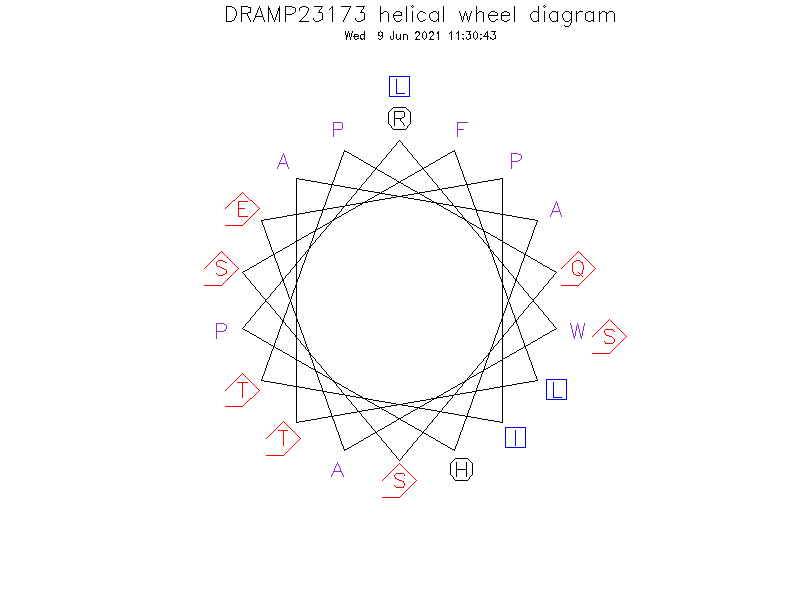 DRAMP23173 helical wheel diagram
Wed 9 Jun 2021 11:30:43
L
P R F
A P
E A
S Q
P W S
T L
T I
A S H